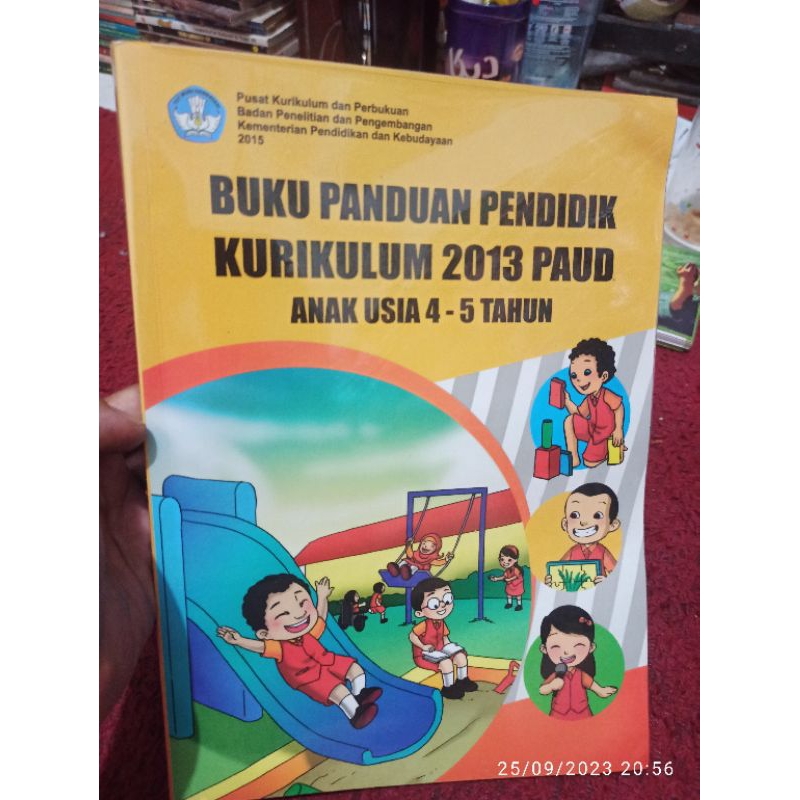 Pusat Kurikulum dan Perbukuan
Badan Penelitian dan Pengembangan
Kementerian Pendidikan dan Kebudayaan
2015
BUKU PANDUAN PENDIDIK
KURIKULUM 2013 PAUD
ANAK USIA 4 - 5 TAHUN
25/09/2023 20:56